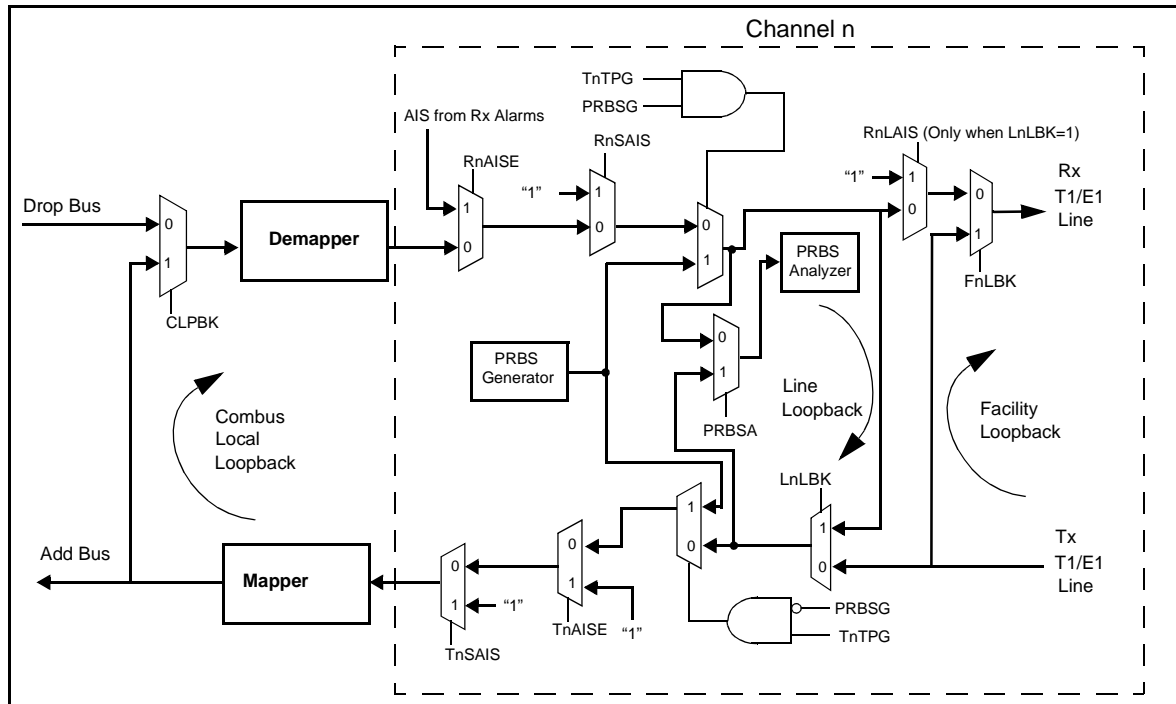 Channel n
TnTPG
PRBSG
AIS from Rx Alarms
RnLAIS (Only when LnLBK=1)
RnSAIS
RnAISE
Rx
T1/E1
Line
“1”
1
“1”
1
0
Drop Bus
0
1
0
0
0
1
Demapper
0
1
PRBS
Analyzer
1
FnLBK
CLPBK
0
1
PRBS
Generator
PRBSA
Line
Loopback
Facility
Loopback
Combus
Local
Loopback
LnLBK
1
1
0
0
Add Bus
Mapper
0
1
0
1
“1”
“1”
TnAISE
TnSAIS
Tx
T1/E1
Line
PRBSG
TnTPG